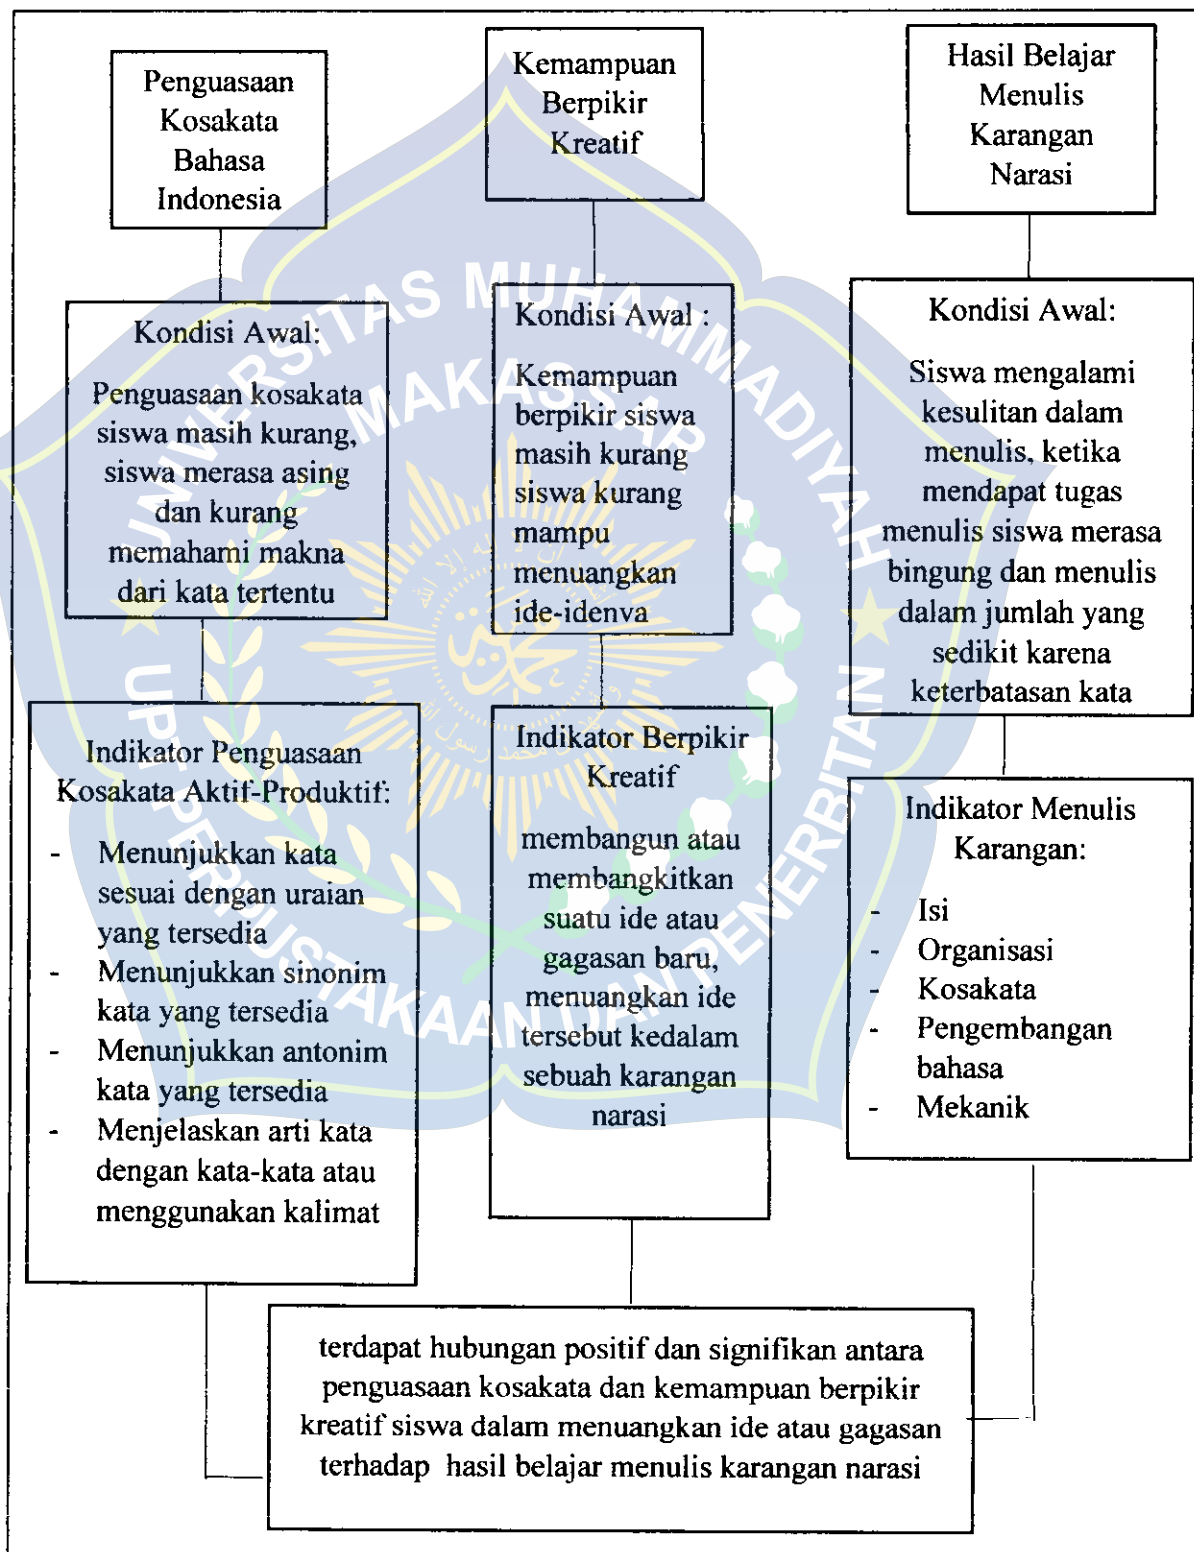 Penguasaan
Kosakata
Bahasa
Indonesia
Kemampuan
Berpikir
Kreatif
Hasil Belajar
Menulis
Karangan
Narasi
Kondisi Awal:
Penguasaan kosakata
siswa masih kurang,
siswa merasa asing
dan kurang
memahami makna
dari kata tertentu
Kondisi Awal :
Kemampuan
berpikir siswa
masih kurang
siswa kurang
mampu
menuangkan
ide-idenya
Kondisi Awal:
Siswa mengalami
kesulitan dalam
menulis, ketika
mendapat tugas
menulis siswa merasa
bingung dan menulis
dalam jumlah yang
sedikit karena
keterbatasan kata
Indikator Penguasaan
Kosakata Aktif-Produktif:
- Menunjukkan kata
sesuai dengan uraian
yang tersedia
- Menunjukkan sinonim
kata yang tersedia
- Menunjukkan antonim
kata yang tersedia
- Menjelaskan arti kata
dengan kata-kata atau
menggunakan kalimat
Indikator Berpikir
Kreatif
membangun atau
membangkitkan
suatu ide atau
gagasan baru,
menuangkan ide
tersebut kedalam
sebuah karangan
narasi
Indikator Menulis
Karangan:
- Isi
- Organisasi
- Kosakata
- Pengembangan
bahasa
- Mekanik
terdapat hubungan positif dan signifikan antara
penguasaan kosakata dan kemampuan berpikir
kreatif siswa dalam menuangkan ide atau gagasan
terhadap hasil belajar menulis karangan narasi
UNIVERSITAS MUHAMMADIYAH
MAKASSAR
UPT PERPUSTAKAAN DAN PENERBITAN